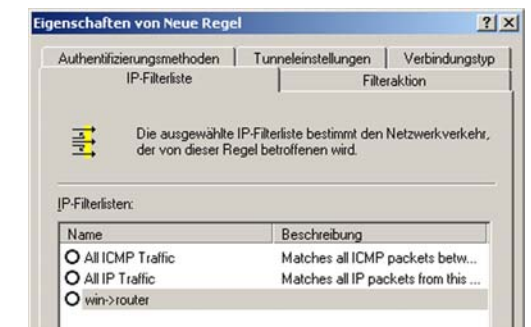 Eigenschaften von Neue Regel
Authentifizierungsmethoden Tunneleinstellungen Verbindungstyp
IP-Filterliste Filteraktion
Die ausgewählte IP-Filterliste bestimmt den Netzwerkverkehr,
der von dieser Regel betroffenen wird.
IP-Filterlisten:
Name Beschreibung
All ICMP Traffic Matches all ICMP packets betw...
All IP Traffic Matches all IP packets from this ...
win->router